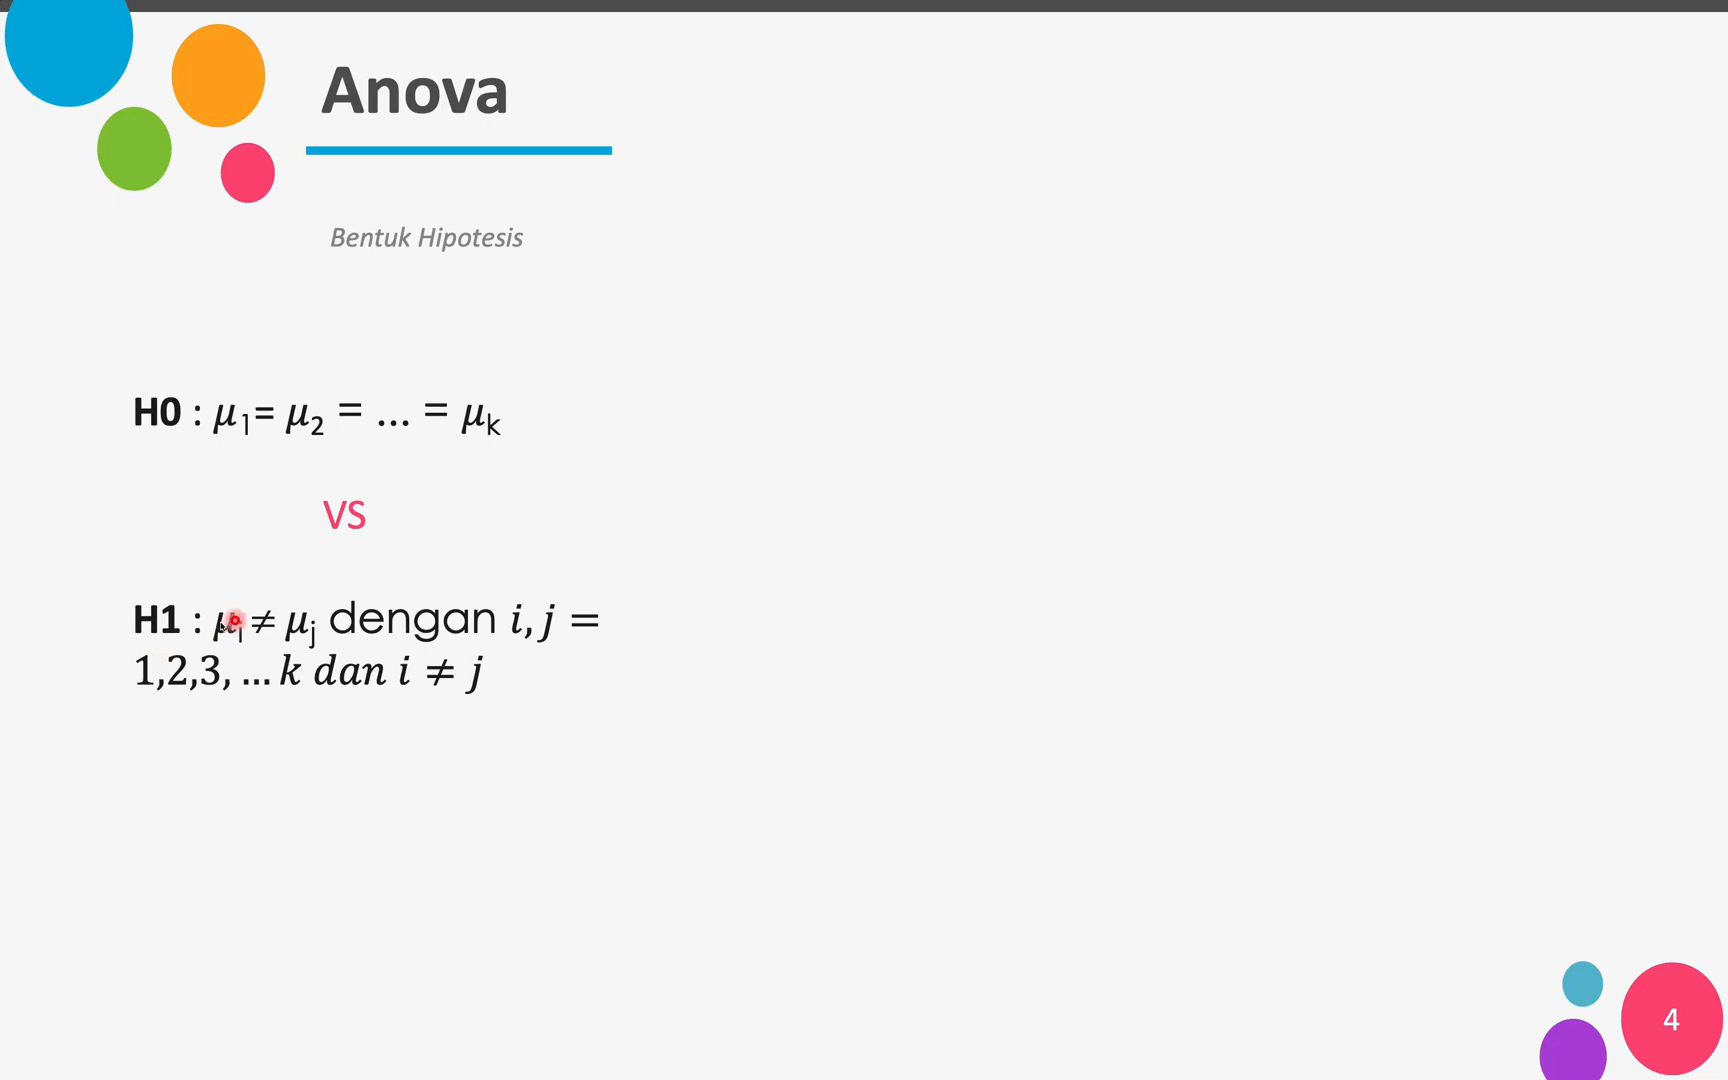 Anova
Bentuk Hipotesis
H0 : μ₁= μ₂ = ... = μₖ
VS
H1 : μᵢ ≠ μⱼ dengan i, j =
1,2,3, ... k dan i ≠ j
4